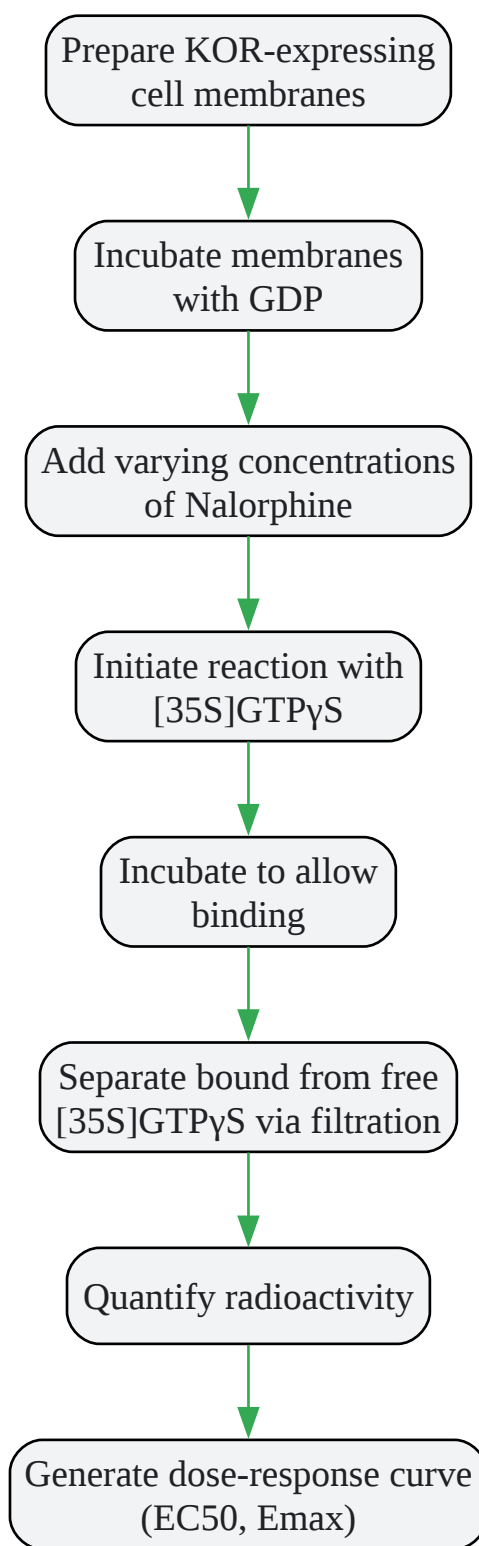 Prepare KOR-expressing
cell membranes
Incubate membranes
with GDP
Add varying concentrations
of Nalorphine
Initiate reaction with
[35S]GTPγS
Incubate to allow
binding
Separate bound from free
[35S]GTPγS via filtration
Quantify radioactivity
Generate dose-response curve
(EC50, Emax)